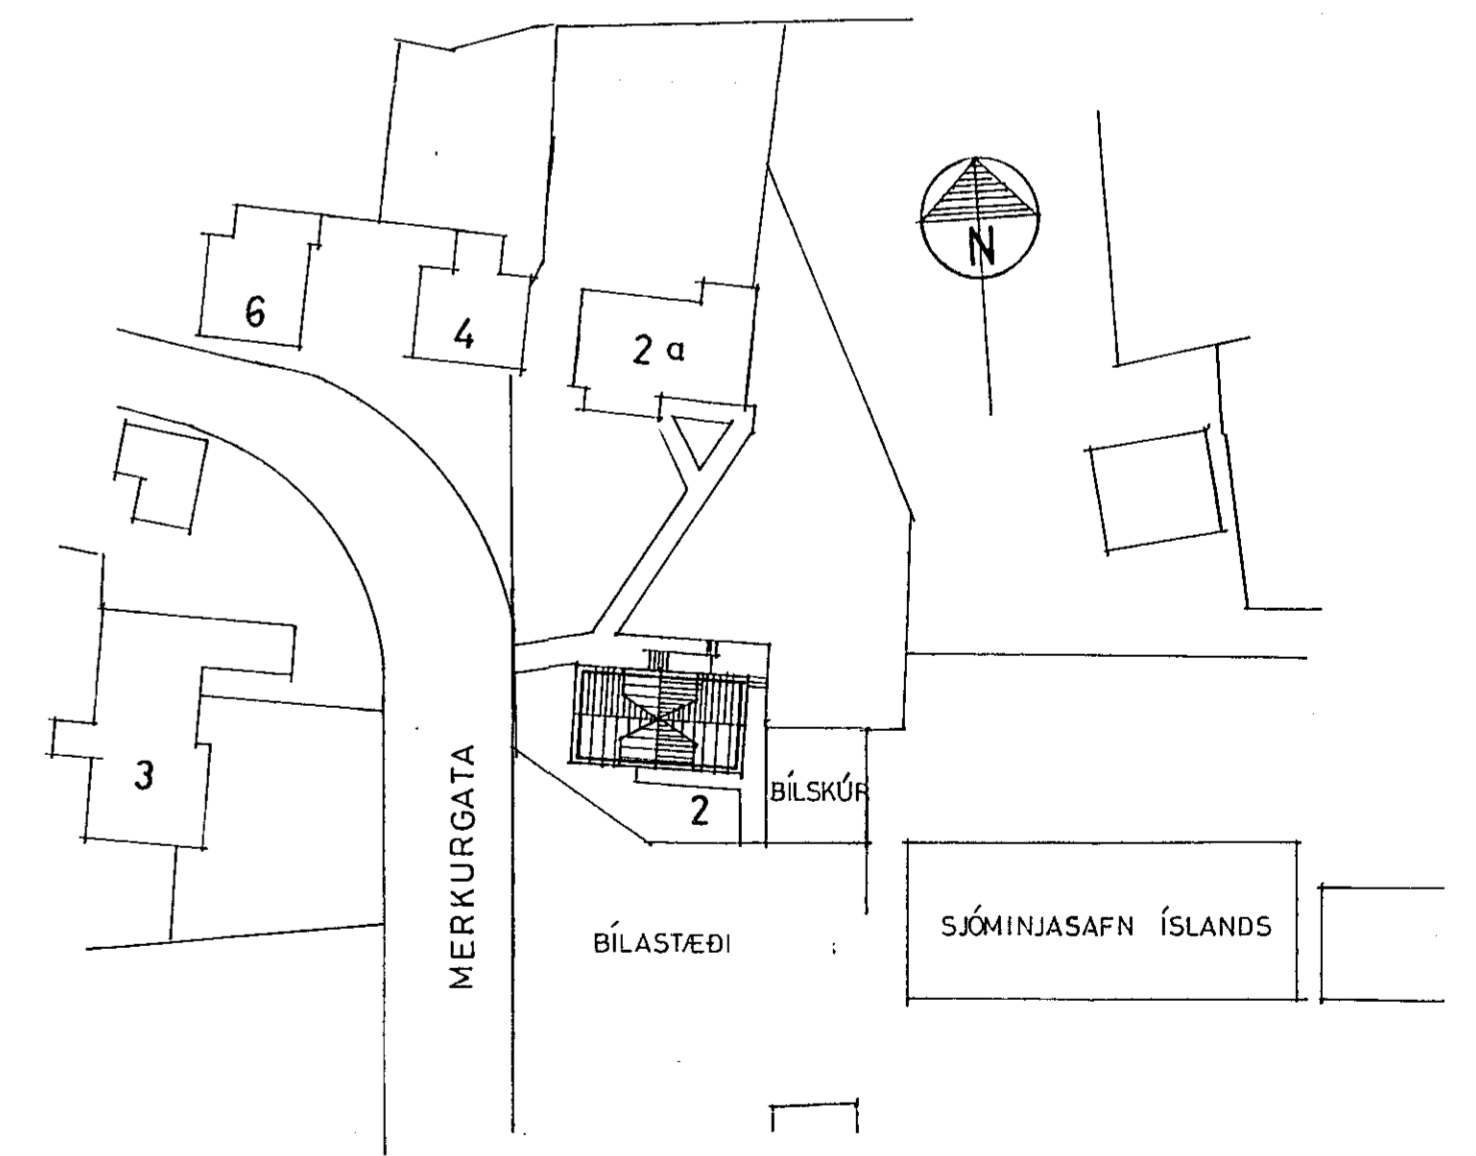 N
6
4
2 a
3
2
BÍLSKÚR
MERKURGATA
BÍLASTÆÐI
SJÓMINJASAFN ÍSLANDS